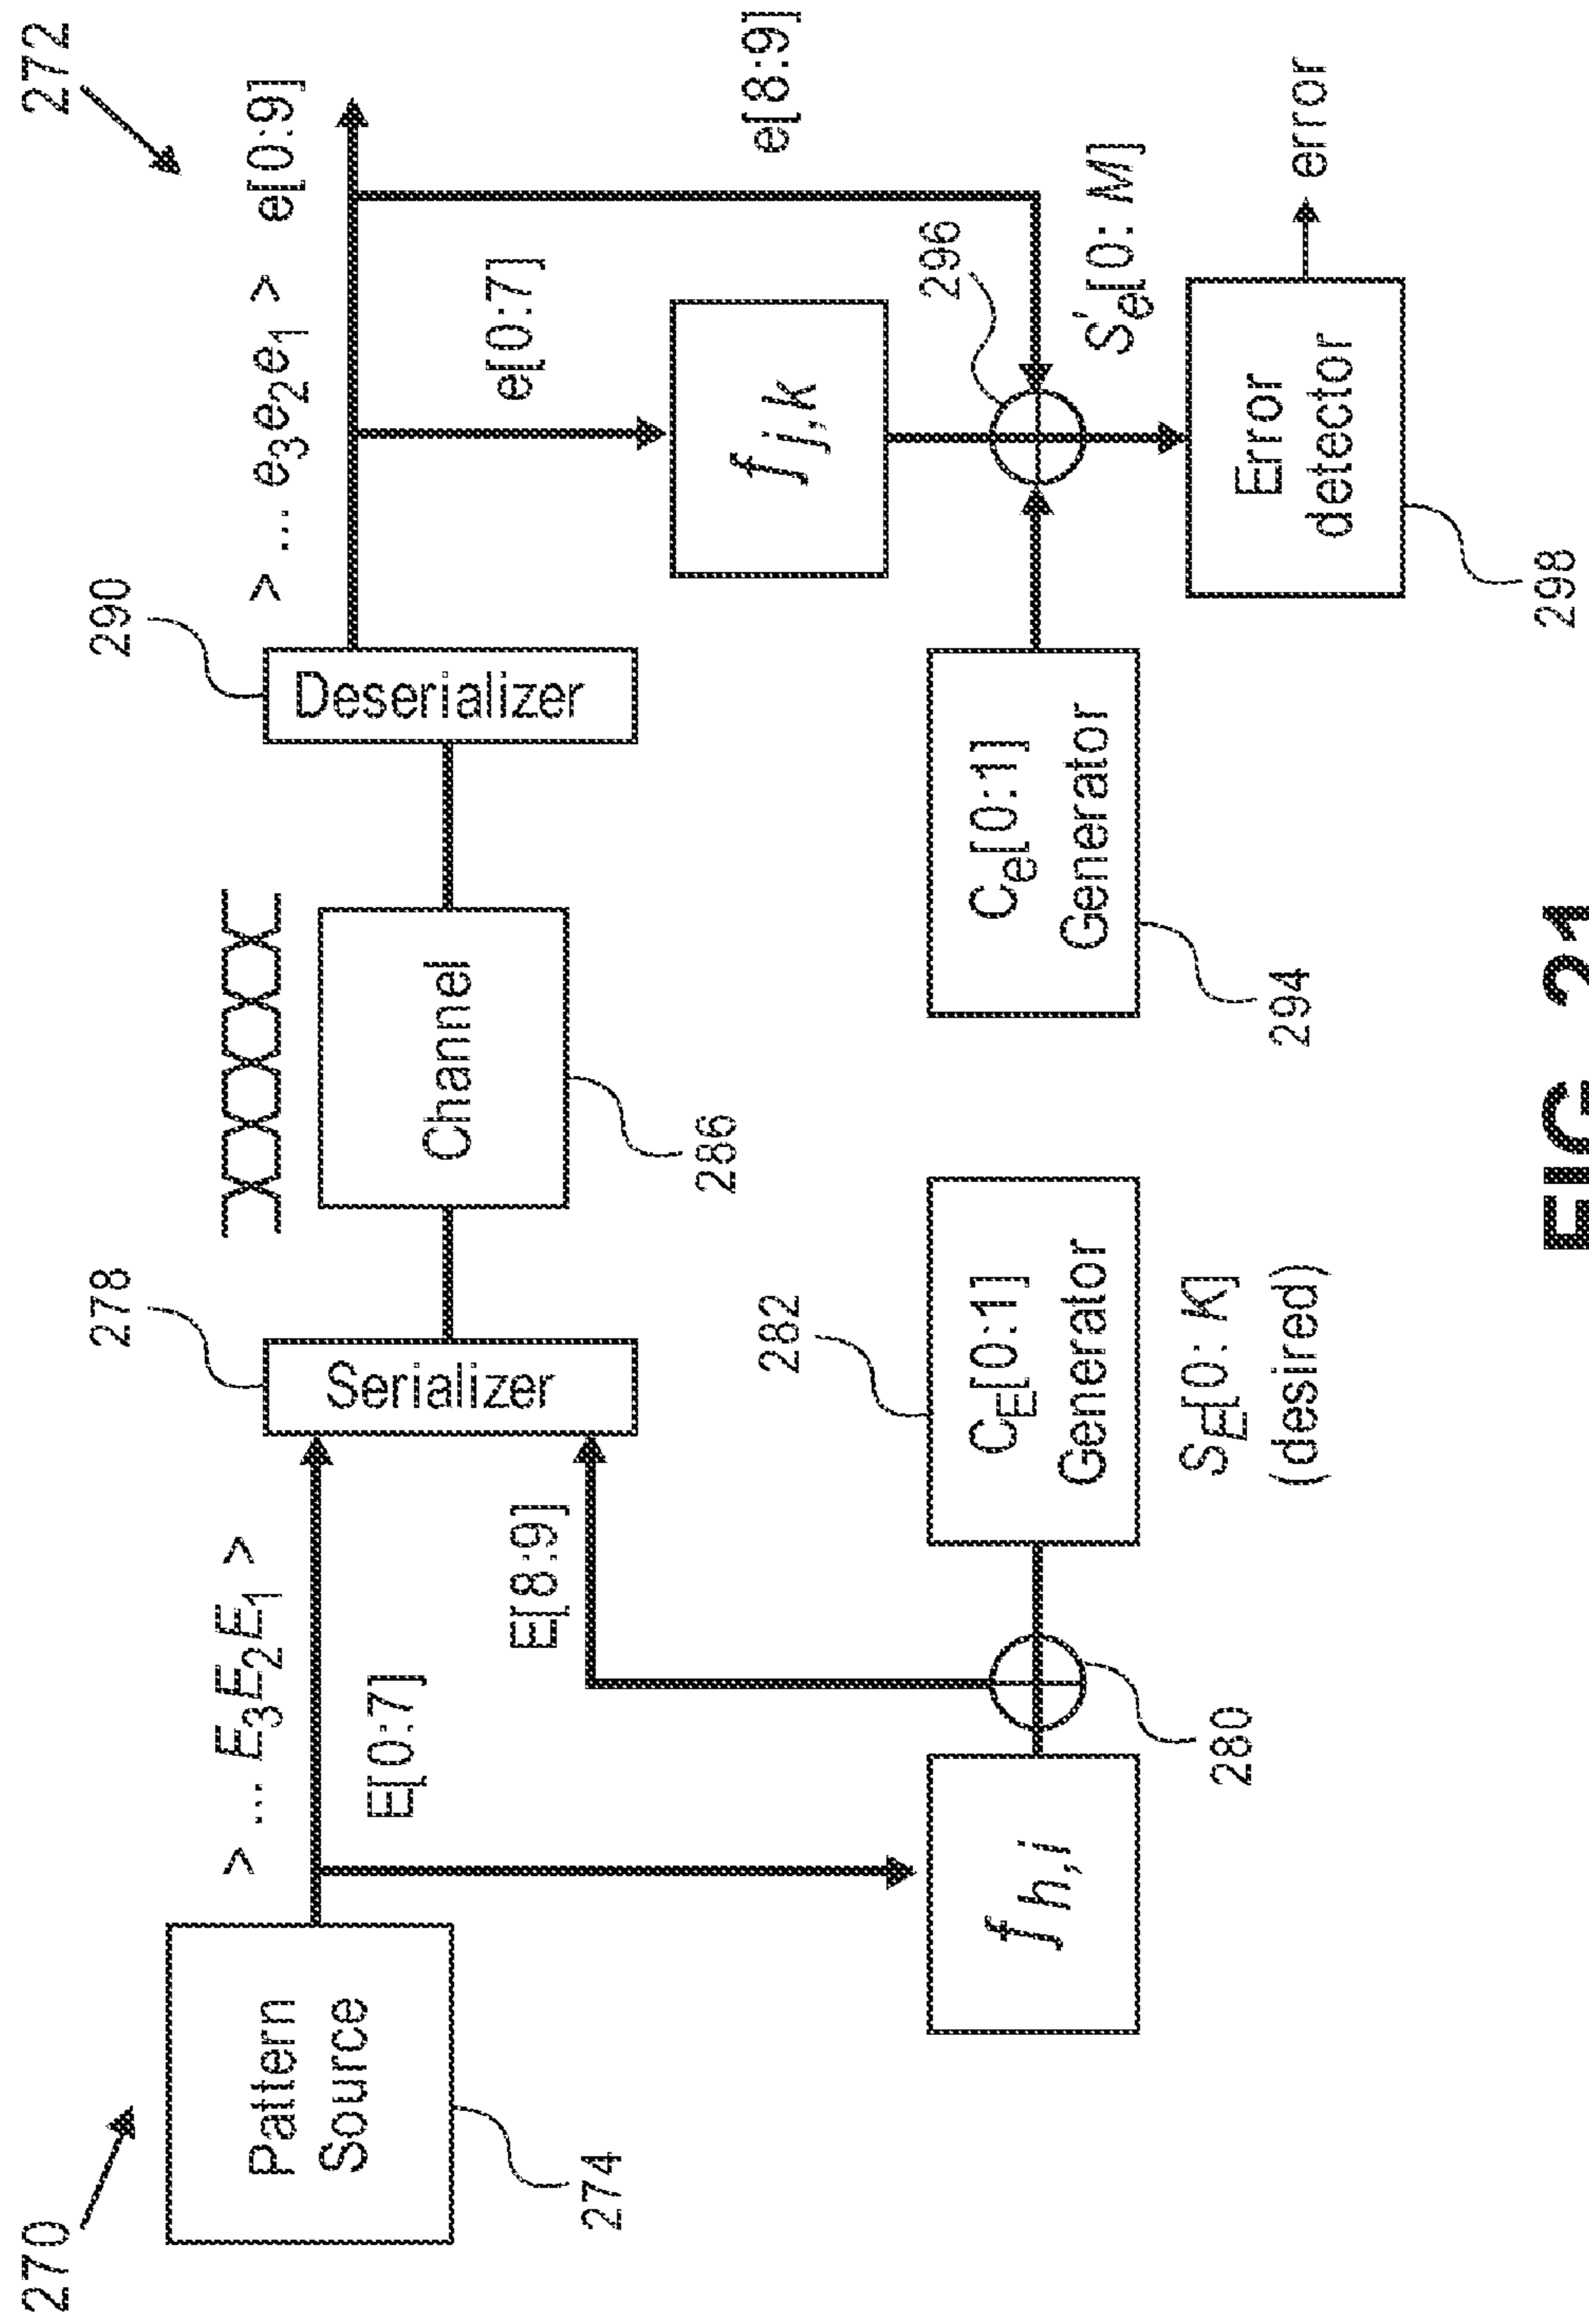 270
272
Pattern
Source
274
> ... E3E2E1 >
E[0:7]
E[8:9]
278
Serializer
Channel
286
290
Deserializer
> ... e3e2e1 >
e[0:9]
e[0:7]
e[8:9]
fh,i
280
282
CE[0:1]
Generator
SE[0:K]
(desired)
Ce[0:1]
Generator
294
fj,k
296
S'e[0:M]
Error
detector
298
error
FIG. 21